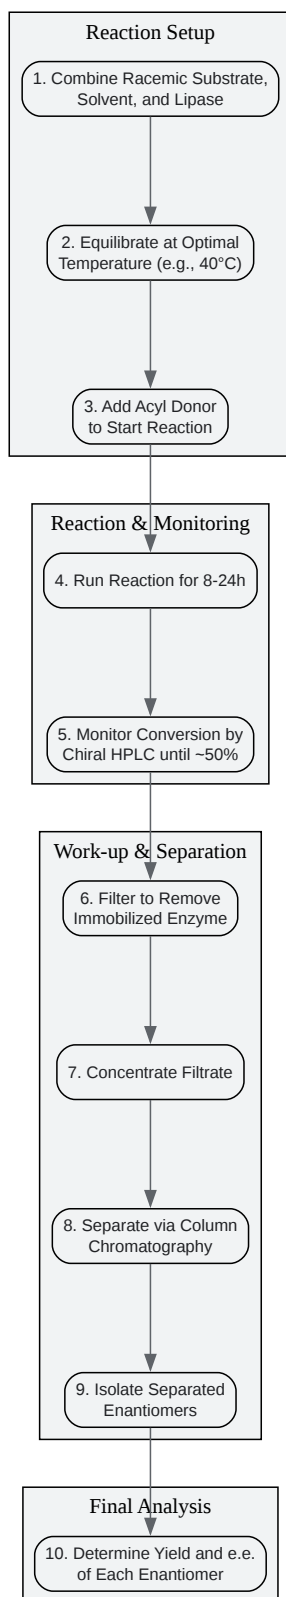 Reaction Setup
1. Combine Racemic Substrate,
Solvent, and Lipase
2. Equilibrate at Optimal
Temperature (e.g., 40°C)
3. Add Acyl Donor
to Start Reaction
Reaction & Monitoring
4. Run Reaction for 8-24h
5. Monitor Conversion by
Chiral HPLC until ~50%
Work-up & Separation
6. Filter to Remove
Immobilized Enzyme
7. Concentrate Filtrate
8. Separate via Column
Chromatography
9. Isolate Separated
Enantiomers
Final Analysis
10. Determine Yield and e.e.
of Each Enantiomer